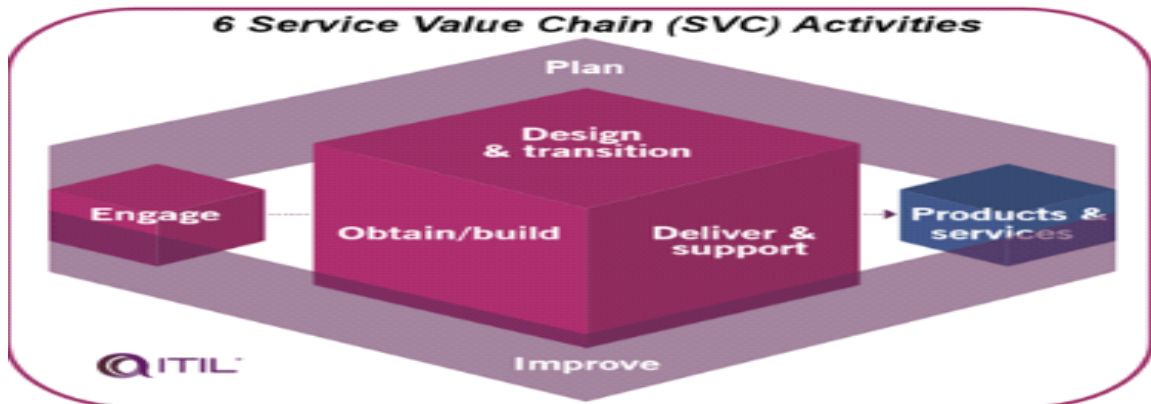 6 Service Value Chain (SVC) Activities
Plan
Design
& transition
Engage
Obtain/build
Deliver &
support
Products &
services
Improve
ITIL